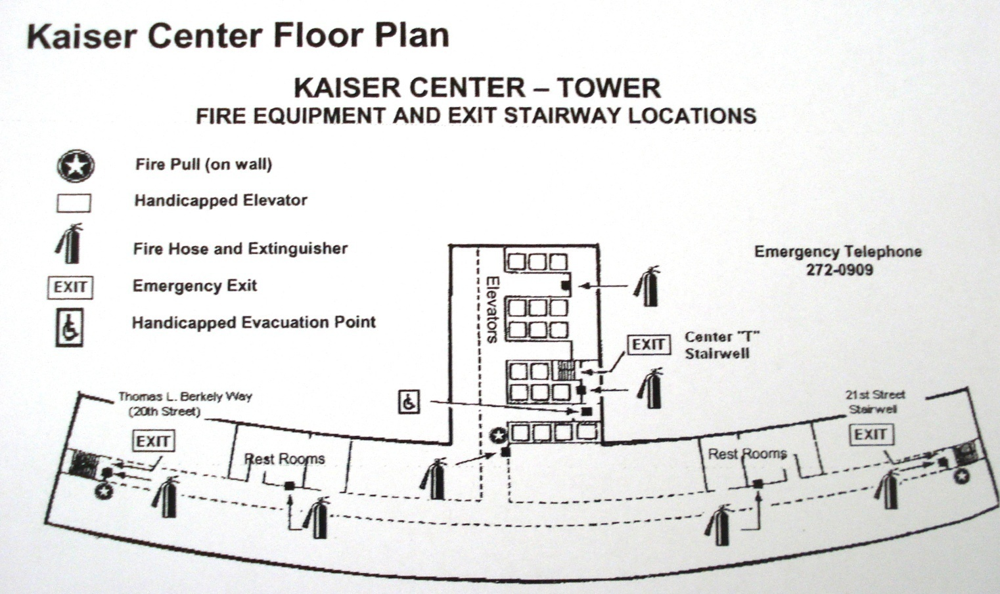 Kaiser Center Floor Plan
KAISER CENTER – TOWER
FIRE EQUIPMENT AND EXIT STAIRWAY LOCATIONS
Fire Pull (on wall)
Handicapped Elevator
Fire Hose and Extinguisher
EXIT
Emergency Exit
Handicapped Evacuation Point
Emergency Telephone
272-0909
Elevators
EXIT
Center "T"
Stairwell
Thomas L. Berkely Way
(20th Street)
EXIT
Rest Rooms
Rest Rooms
21st Street
Stairwell
EXIT